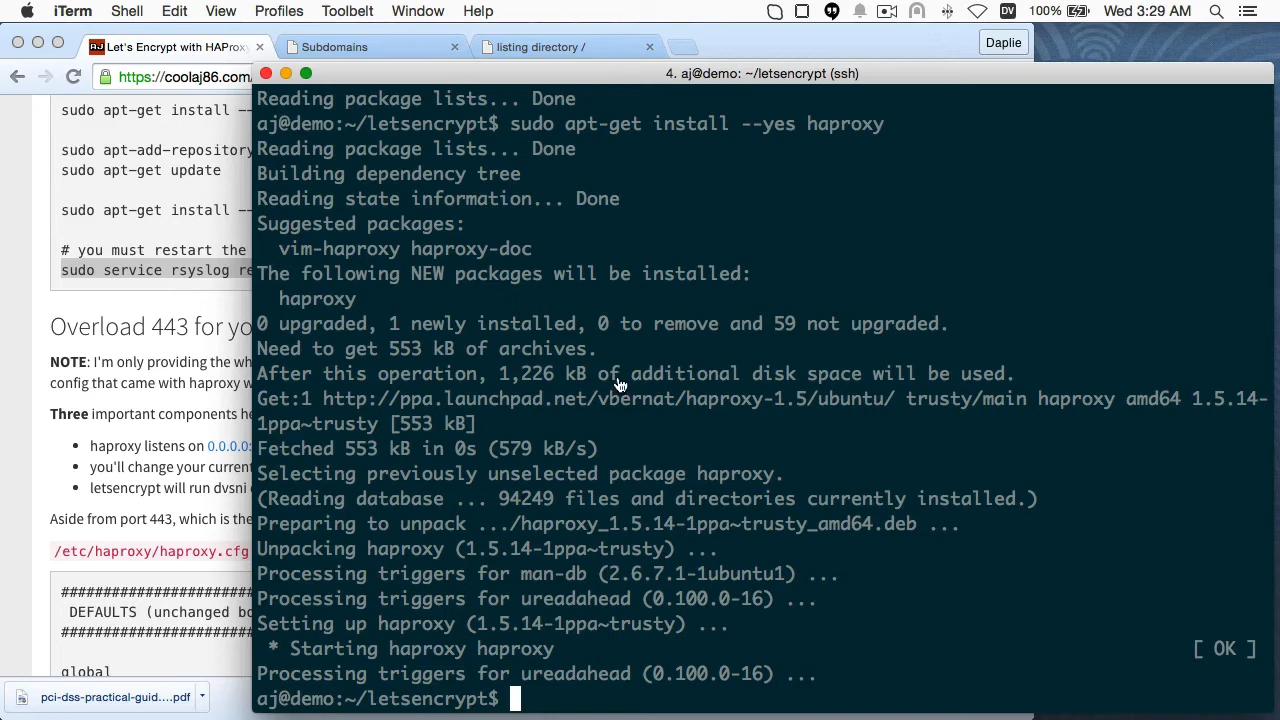 iTerm Shell Edit View Profiles Toolbelt Window Help 100% Wed 3:29 AM
Let's Encrypt with HAProxy Subdomains listing directory / Daplie
https://coolaj86.com/
4. aj@demo: ~/letsencrypt (ssh)
sudo apt-get install --
sudo apt-add-repository
sudo apt-get update
sudo apt-get install --
# you must restart the
sudo service rsyslog re
Overload 443 for yo
NOTE: I'm only providing the wh
config that came with haproxy w
Three important components he
haproxy listens on 0.0.0.0:
you'll change your current
letsencrypt will run dvsni
Aside from port 443, which is the
/etc/haproxy/haproxy.cfg
##########################
DEFAULTS (unchanged bo
##########################
global
pci-dss-practical-guid....pdf
Reading package lists... Done
aj@demo:~/letsencrypt$ sudo apt-get install --yes haproxy
Reading package lists... Done
Building dependency tree
Reading state information... Done
Suggested packages:
vim-haproxy haproxy-doc
The following NEW packages will be installed:
haproxy
0 upgraded, 1 newly installed, 0 to remove and 59 not upgraded.
Need to get 553 kB of archives.
After this operation, 1,226 kB of additional disk space will be used.
Get:1 http://ppa.launchpad.net/vbernat/haproxy-1.5/ubuntu/ trusty/main haproxy amd64 1.5.14-
1ppa~trusty [553 kB]
Fetched 553 kB in 0s (579 kB/s)
Selecting previously unselected package haproxy.
(Reading database ... 94249 files and directories currently installed.)
Preparing to unpack .../haproxy_1.5.14-1ppa~trusty_amd64.deb ...
Unpacking haproxy (1.5.14-1ppa~trusty) ...
Processing triggers for man-db (2.6.7.1-1ubuntu1) ...
Processing triggers for ureadahead (0.100.0-16) ...
Setting up haproxy (1.5.14-1ppa~trusty) ...
* Starting haproxy haproxy [ OK ]
Processing triggers for ureadahead (0.100.0-16) ...
aj@demo:~/letsencrypt$